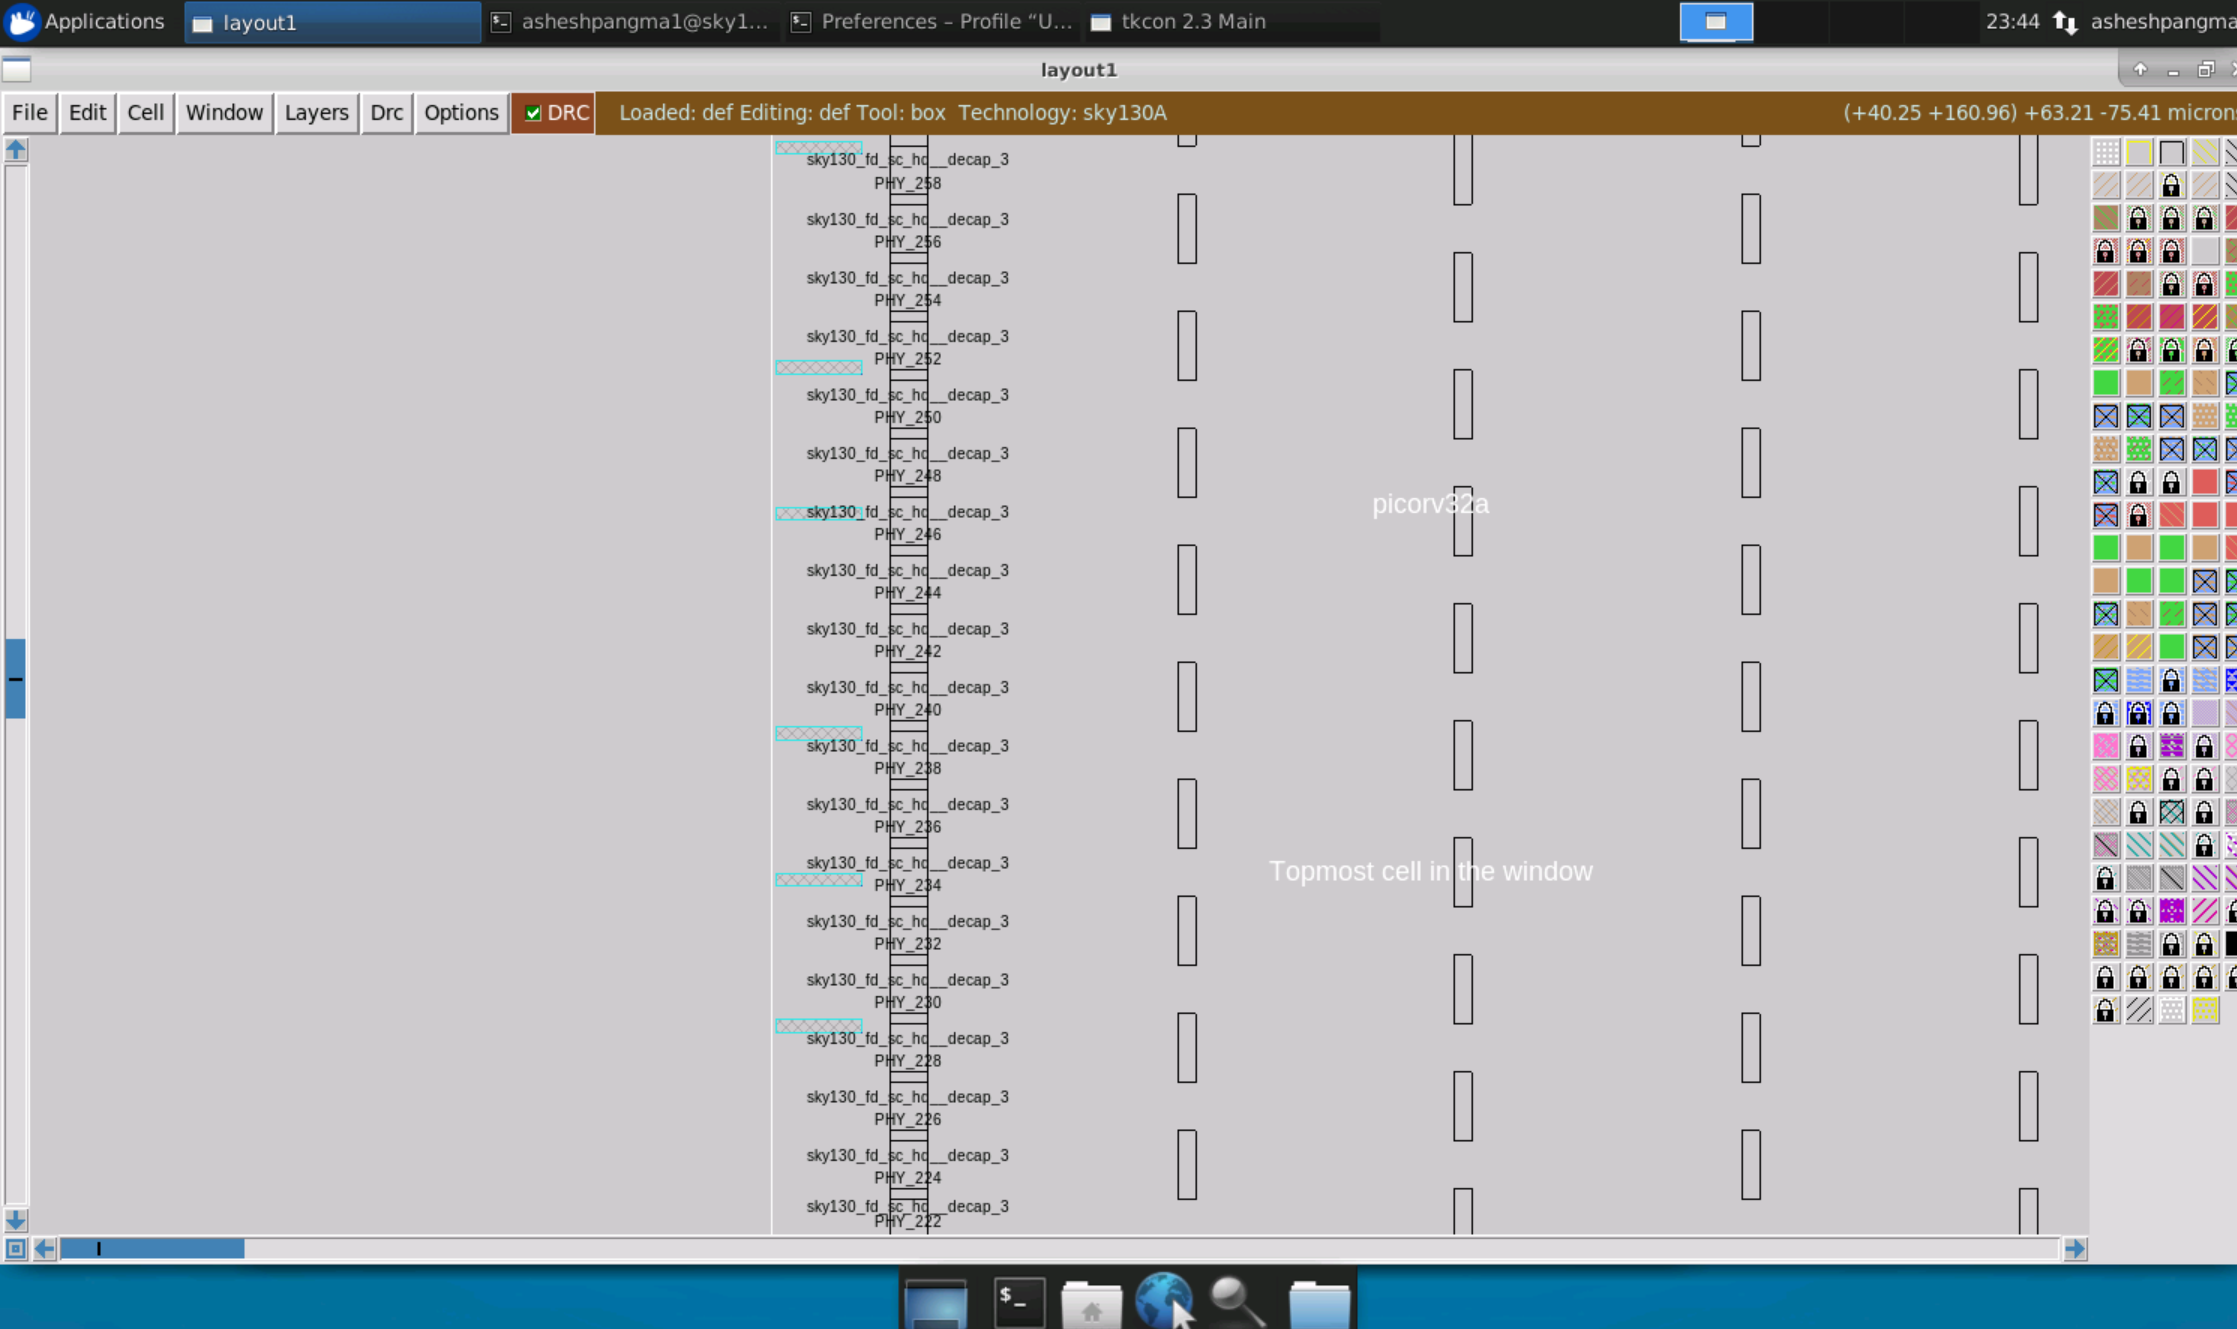 Applications layout1 asheshpangma1@sky1... Preferences – Profile “U... tkcon 2.3 Main 23:44 asheshpangma
layout1
File Edit Cell Window Layers Drc Options DRC Loaded: def Editing: def Tool: box Technology: sky130A (+40.25 +160.96) +63.21 -75.41 microns
sky130_fd_sc_hd__decap_3
PHY_258
sky130_fd_sc_hd__decap_3
PHY_256
sky130_fd_sc_hd__decap_3
PHY_254
sky130_fd_sc_hd__decap_3
PHY_252
sky130_fd_sc_hd__decap_3
PHY_250
sky130_fd_sc_hd__decap_3
PHY_248
picorv32a
sky130_fd_sc_hd__decap_3
PHY_246
sky130_fd_sc_hd__decap_3
PHY_244
sky130_fd_sc_hd__decap_3
PHY_242
sky130_fd_sc_hd__decap_3
PHY_240
sky130_fd_sc_hd__decap_3
PHY_238
sky130_fd_sc_hd__decap_3
PHY_236
sky130_fd_sc_hd__decap_3
Topmost cell in the window
PHY_234
sky130_fd_sc_hd__decap_3
PHY_232
sky130_fd_sc_hd__decap_3
PHY_230
sky130_fd_sc_hd__decap_3
PHY_228
sky130_fd_sc_hd__decap_3
PHY_226
sky130_fd_sc_hd__decap_3
PHY_224
sky130_fd_sc_hd__decap_3
PHY_222
$_